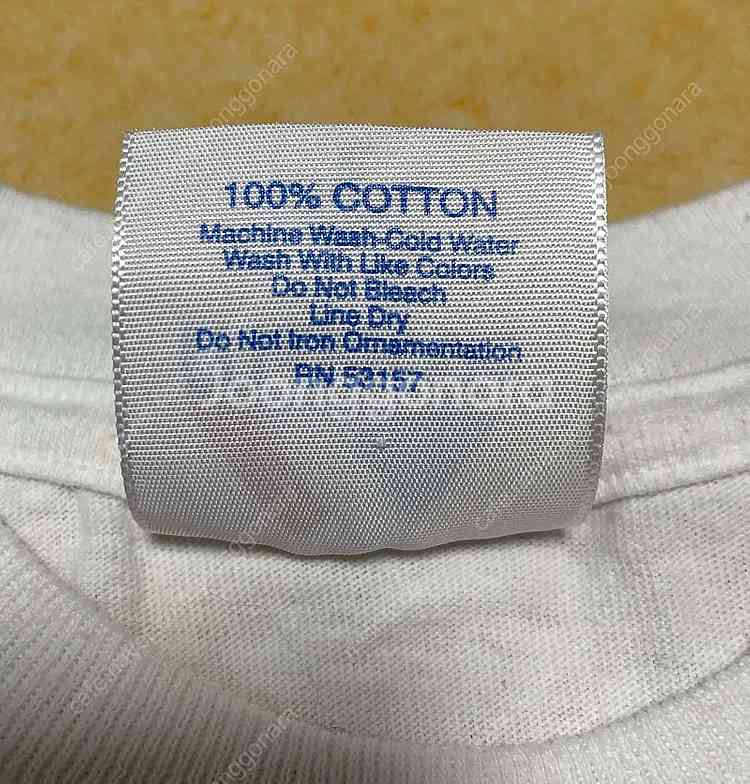 100% COTTON
Machine Wash-Cold Water
Wash With Like Colors
Do Not Bleach
Line Dry
Do Not Iron Ornamentation
RN 53157
joonggonara